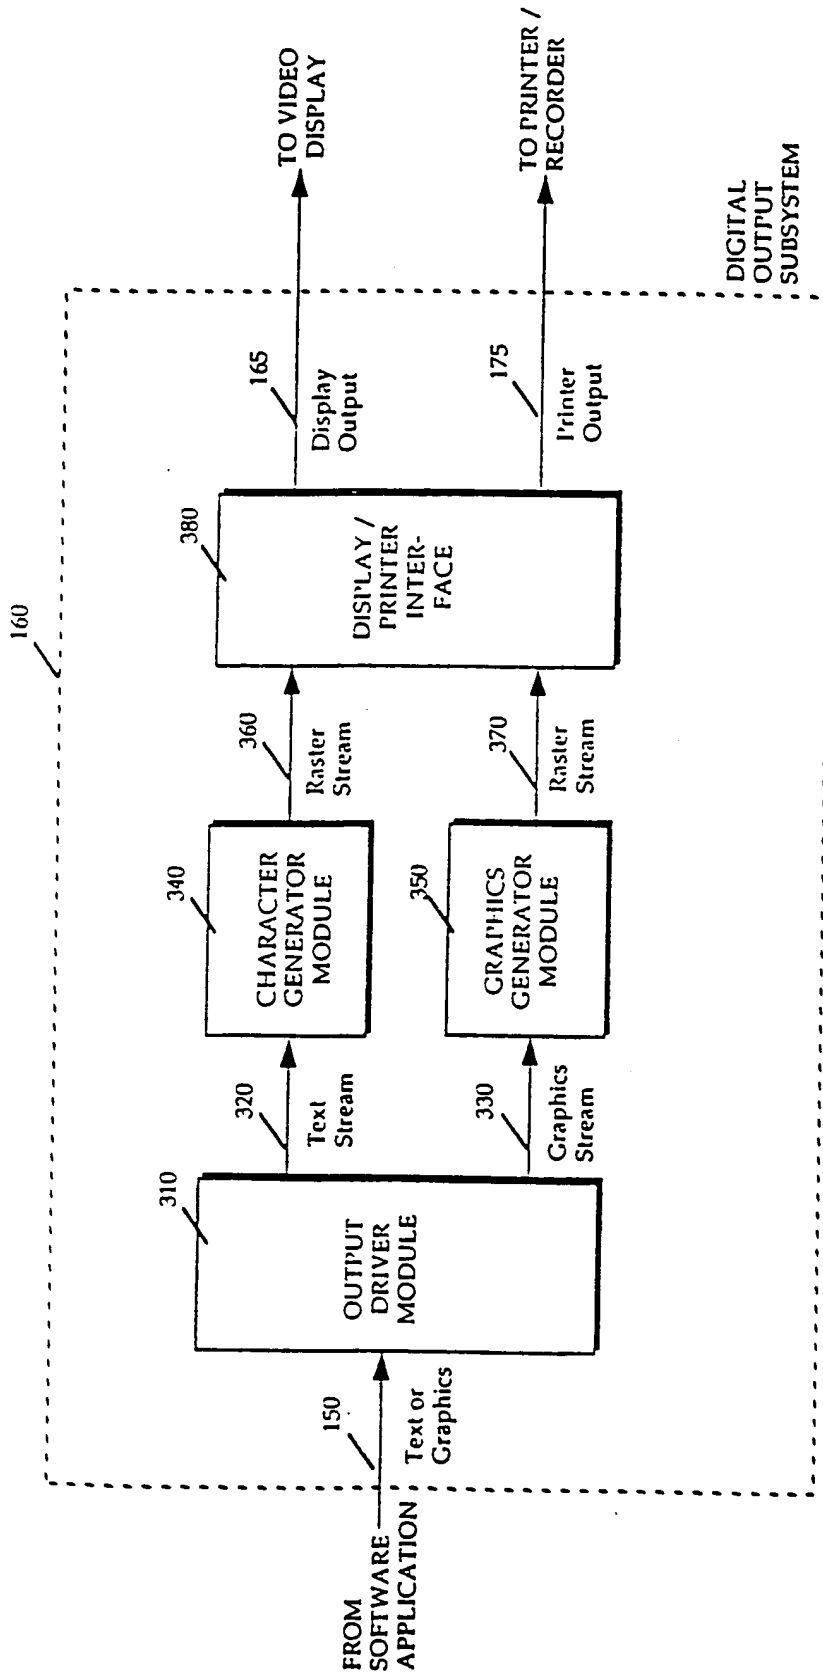 160
FROM
SOFTWARE
APPLICATION
150
Text or
Graphics
310
OUTPUT
DRIVER
MODULE
320
Text
Stream
330
Graphics
Stream
340
CHARACTER
GENERATOR
MODULE
350
GRAPHICS
GENERATOR
MODULE
360
Raster
Stream
370
Raster
Stream
380
DISPLAY /
PRINTER
INTER-
FACE
165
Display
Output
175
Printer
Output
TO VIDEO
DISPLAY
TO PRINTER /
RECORDER
DIGITAL
OUTPUT
SUBSYSTEM